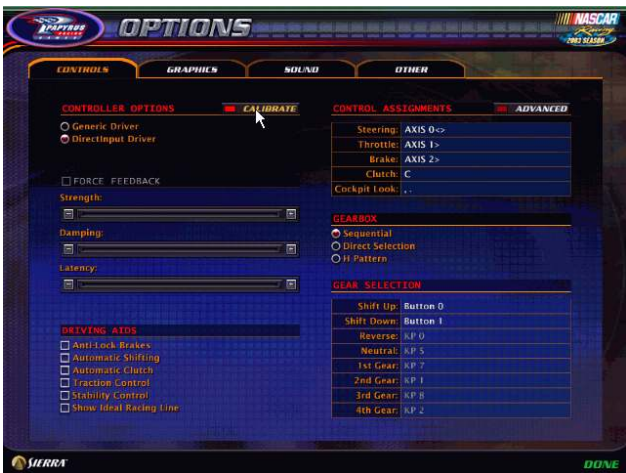 PAPYRUS
RACING
GAMES
OPTIONS
NASCAR
Racing
2003 SEASON
CONTROLS
GRAPHICS
SOUND
OTHER
CONTROLLER OPTIONS
CALIBRATE
Generic Driver
DirectInput Driver
FORCE FEEDBACK
Strength:
Damping:
Latency:
DRIVING AIDS
Anti-Lock Brakes
Automatic Shifting
Automatic Clutch
Traction Control
Stability Control
Show Ideal Racing Line
CONTROL ASSIGNMENTS
ADVANCED
Steering: AXIS 0<>
Throttle: AXIS 1>
Brake: AXIS 2>
Clutch: C
Cockpit Look: , .
GEARBOX
Sequential
Direct Selection
H Pattern
GEAR SELECTION
Shift Up: Button 0
Shift Down: Button 1
Reverse: KP 0
Neutral: KP 5
1st Gear: KP 7
2nd Gear: KP 1
3rd Gear: KP 8
4th Gear: KP 2
SIERRA
DONE